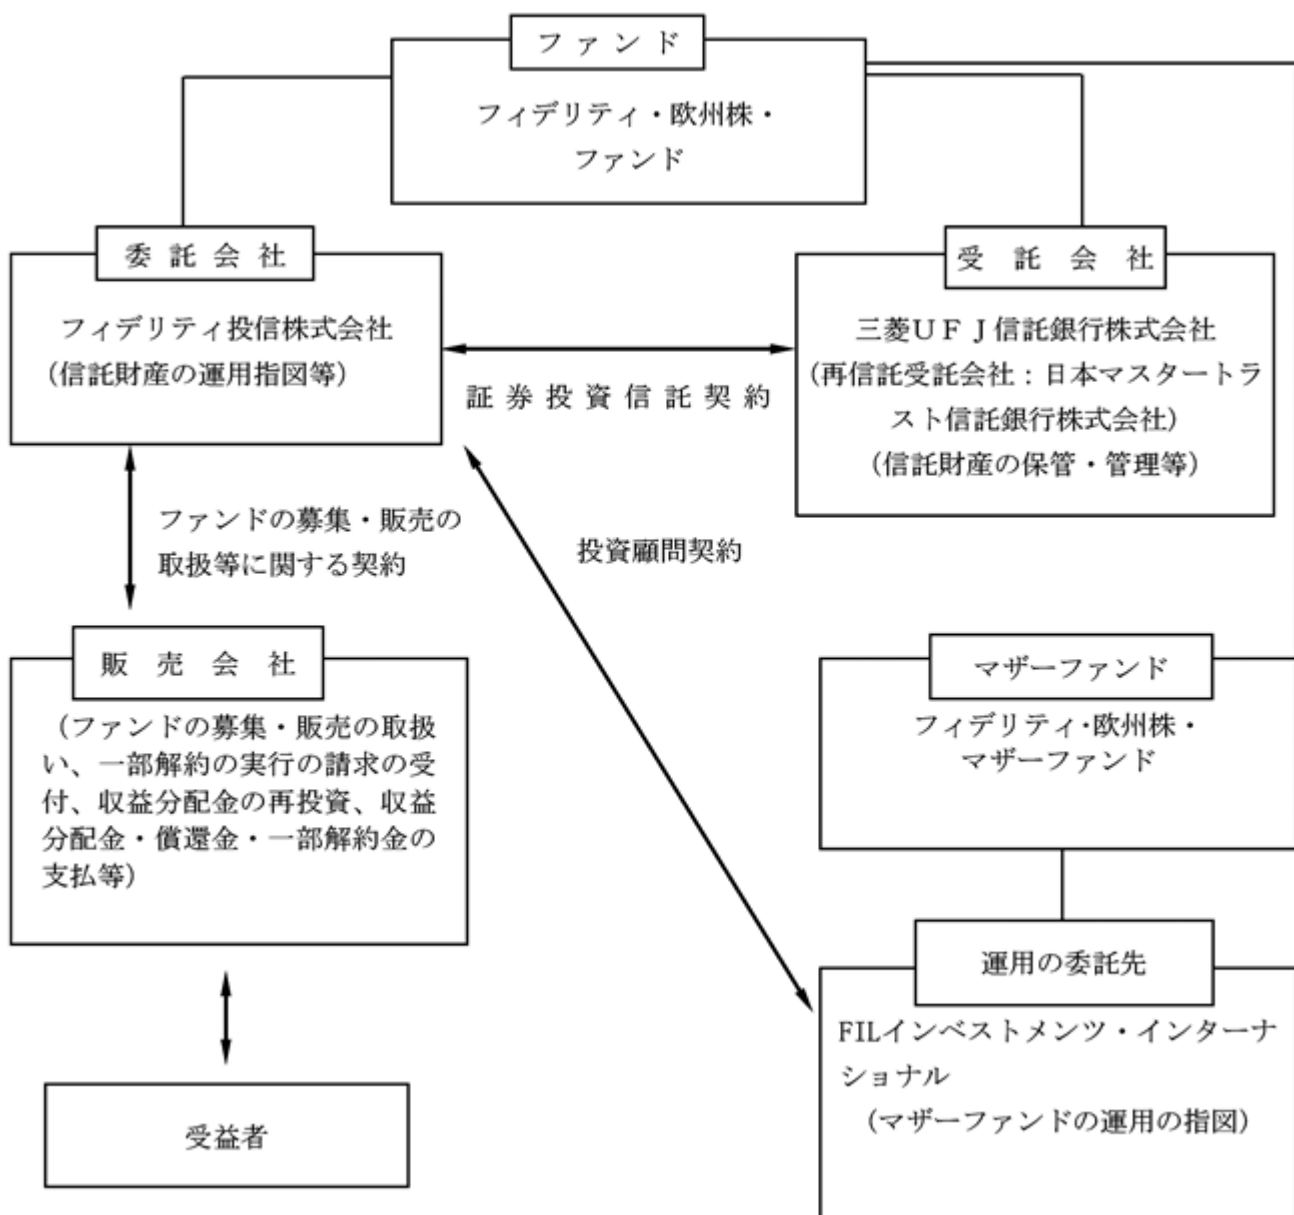 ファンド
フィデリティ・欧州株・
ファンド
委託会社
フィデリティ投信株式会社
（信託財産の運用指図等）
証券投資信託契約
受託会社
三菱ＵＦＪ信託銀行株式会社
（再信託受託会社：日本マスタートラ
スト信託銀行株式会社）
（信託財産の保管・管理等）
ファンドの募集・販売の
取扱等に関する契約
投資顧問契約
販売会社
（ファンドの募集・販売の取扱
い、一部解約の実行の請求の受
付、収益分配金の再投資、収益
分配金・償還金・一部解約金の
支払等）
マザーファンド
フィデリティ・欧州株・
マザーファンド
運用の委託先
FILインベストメンツ・インターナ
ショナル
（マザーファンドの運用の指図）
受益者